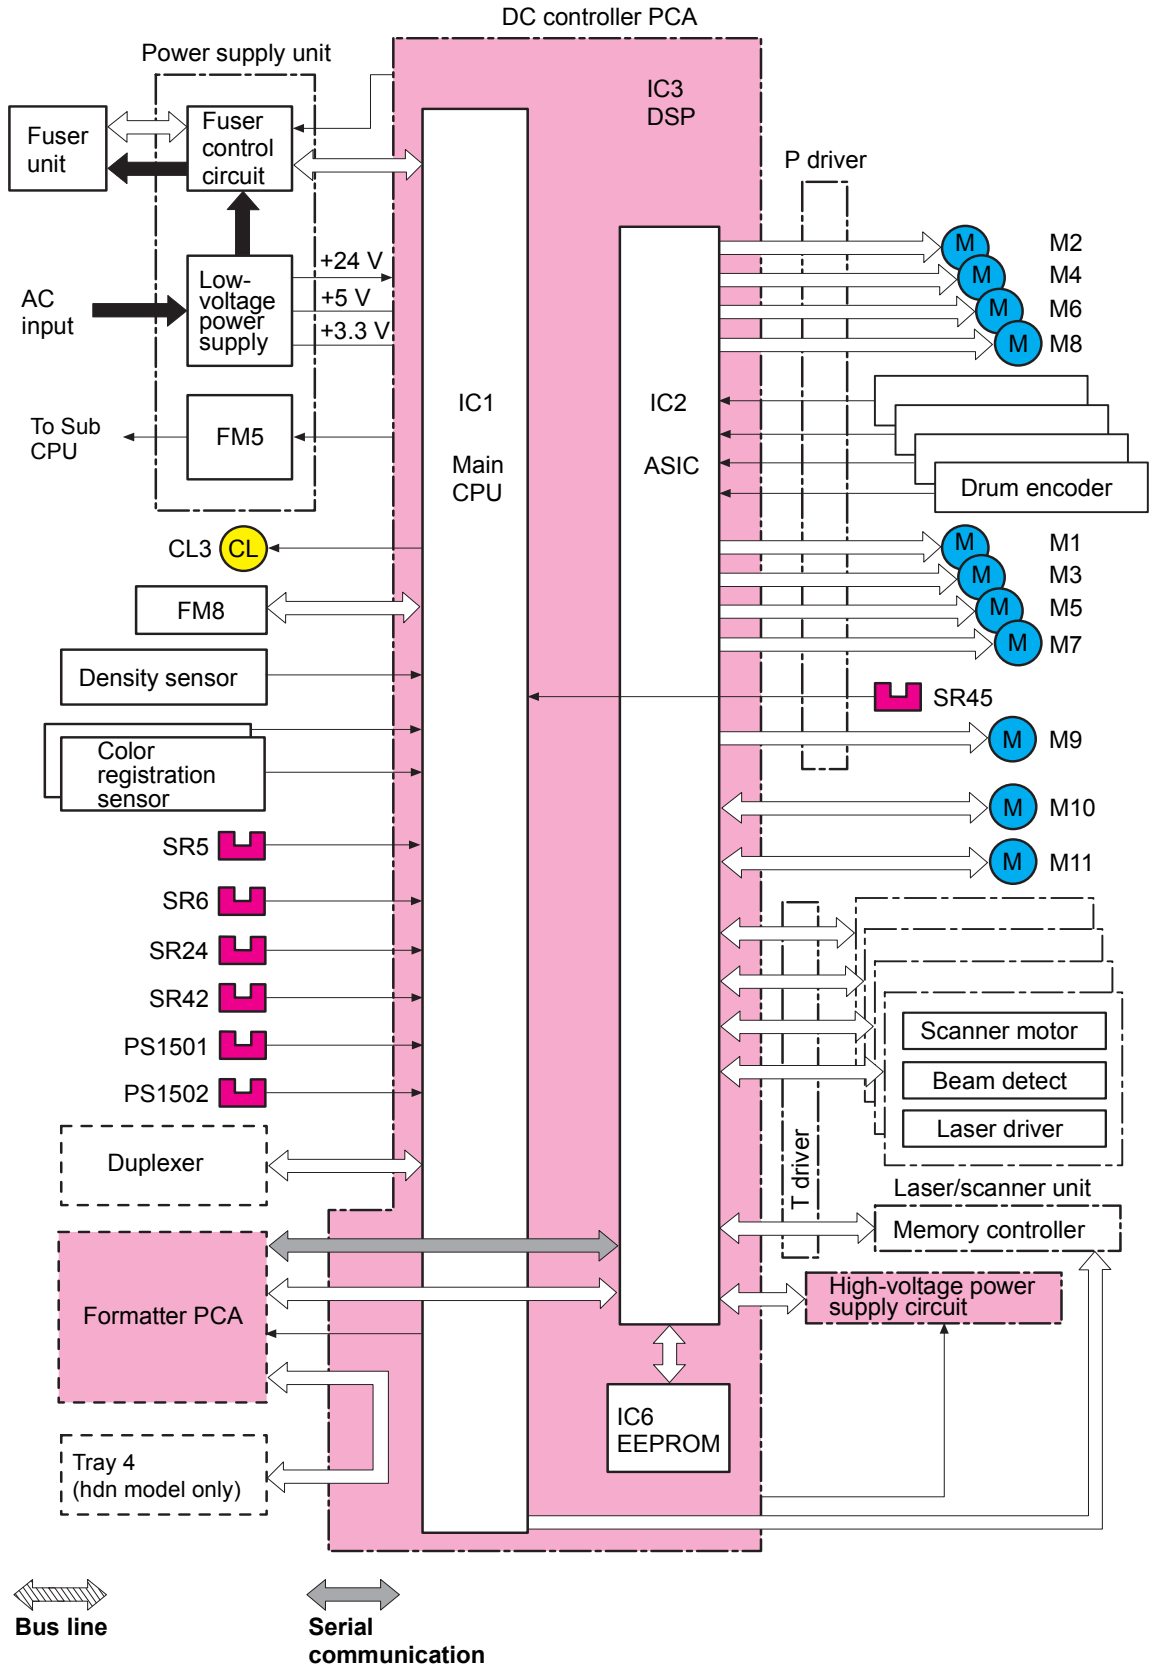 DC controller PCA
Power supply unit
IC3
DSP
Fuser
unit
Fuser
control
circuit
P driver
+24 V
+5 V
+3.3 V
AC
input
Low-
voltage
power
supply
M M2
M M4
M M6
M M8
To Sub
CPU
FM5
IC1
Main
CPU
IC2
ASIC
Drum encoder
CL3 CL
FM8
Density sensor
Color
registration
sensor
M M1
M M3
M M5
M M7
SR45
M M9
M M10
M M11
SR5
SR6
SR24
SR42
PS1501
PS1502
Duplexer
Scanner motor
Beam detect
Laser driver
T driver
Laser/scanner unit
Memory controller
Formatter PCA
High-voltage power
supply circuit
IC6
EEPROM
Tray 4
(hdn model only)
Bus line
Serial
communication